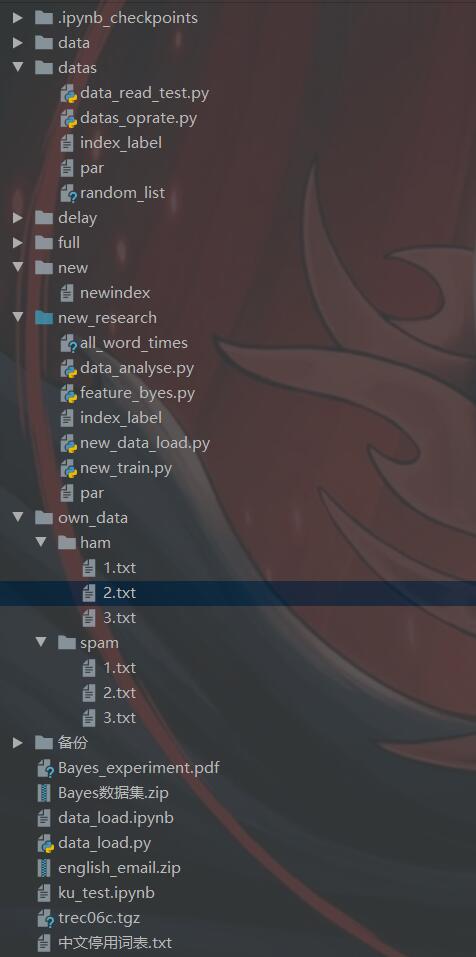 .ipynb_checkpoints
data
datas
data_read_test.py
datas_oprate.py
index_label
par
random_list
delay
full
new
newindex
new_research
all_word_times
data_analyse.py
feature_byes.py
index_label
new_data_load.py
new_train.py
par
own_data
ham
1.txt
2.txt
3.txt
spam
1.txt
2.txt
3.txt
备份
Bayes_experiment.pdf
Bayes数据集.zip
data_load.ipynb
data_load.py
english_email.zip
ku_test.ipynb
trec06c.tgz
中文停用词表.txt